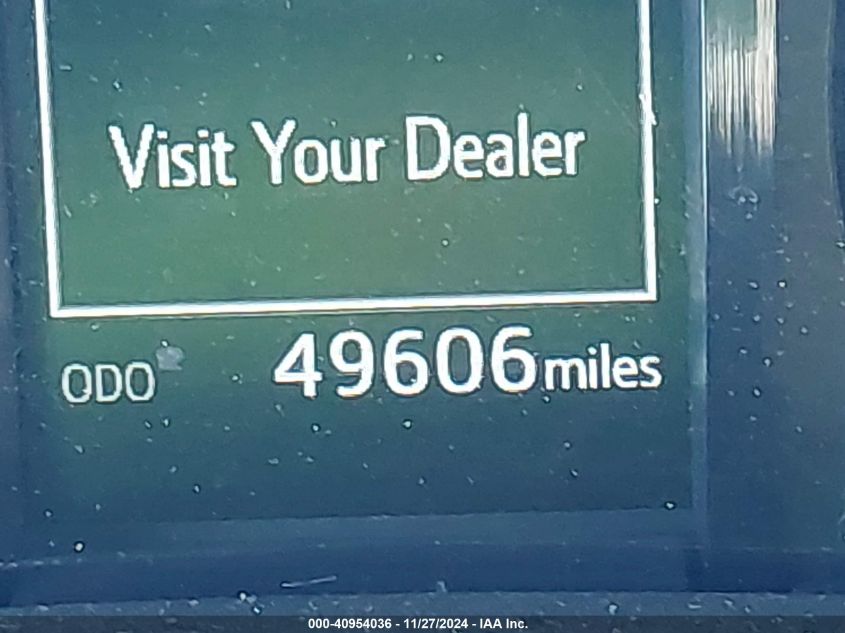 Visit Your Dealer
ODO 49606 miles
000-40954036 - 11/27/2024 - IAA Inc.